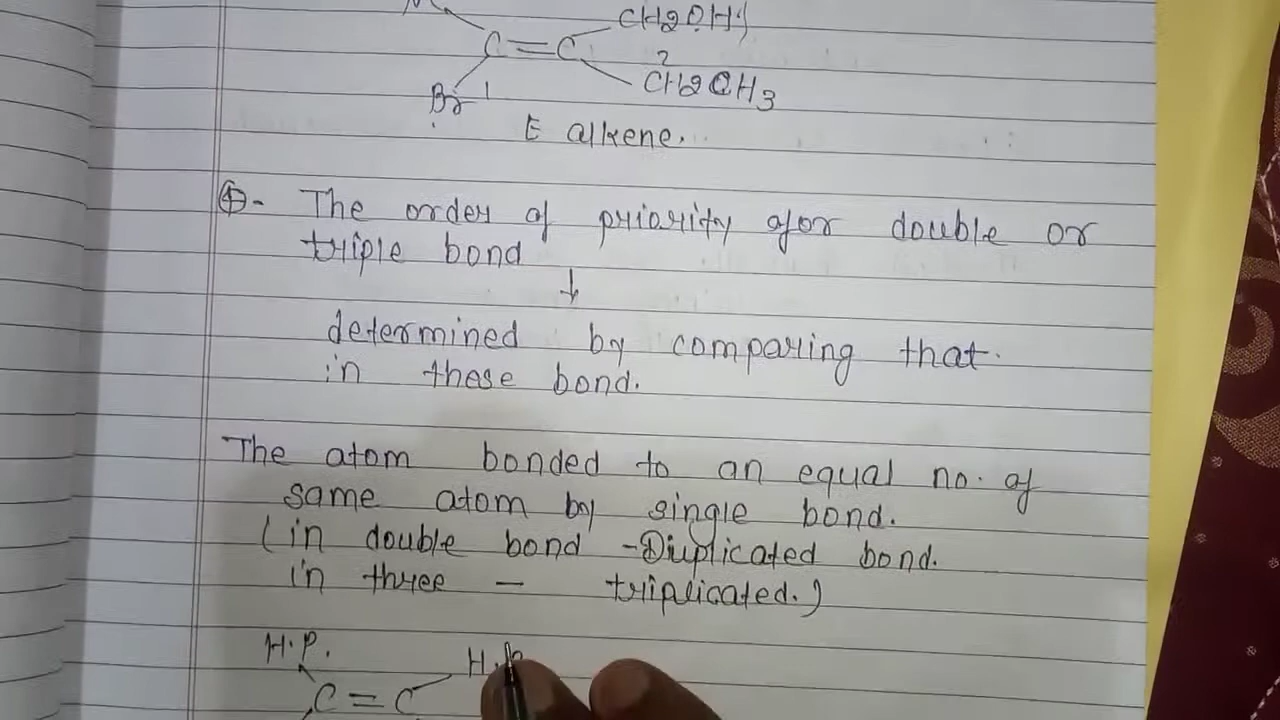 CH2OH
C = C
2
CH2CH3
Br 1
E alkene.
④- The order of priority for double or
triple bond
↓
determined by comparing that
in these bond.
The atom bonded to an equal no. of
same atom by single bond.
(in double bond - Duplicated bond.
in three — triplicated.)
H.P.
H.
C = C